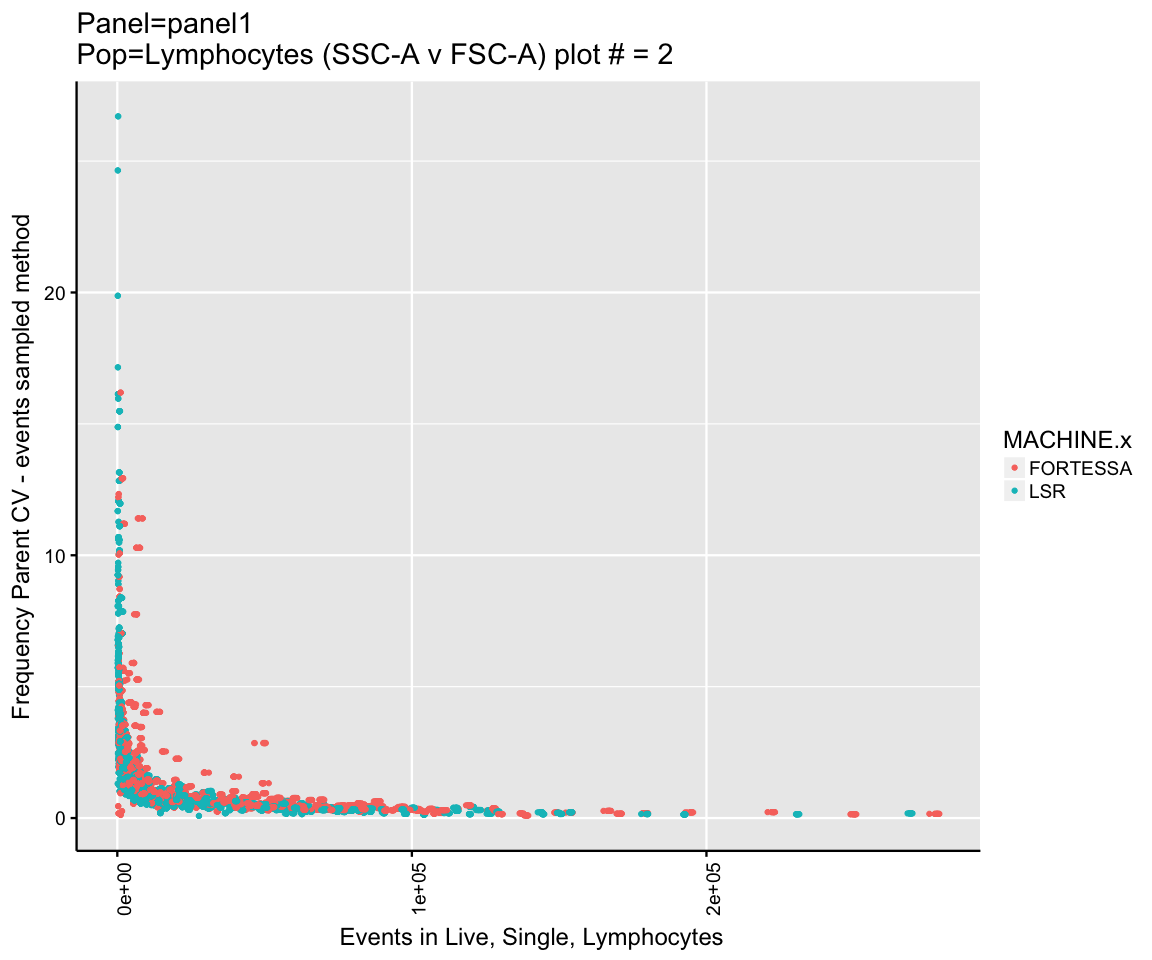 Panel=panel1
Pop=Lymphocytes (SSC-A v FSC-A) plot # = 2
Frequency Parent CV - events sampled method
20
10
0
0e+00
1e+05
2e+05
Events in Live, Single, Lymphocytes
MACHINE.x
FORTESSA
LSR